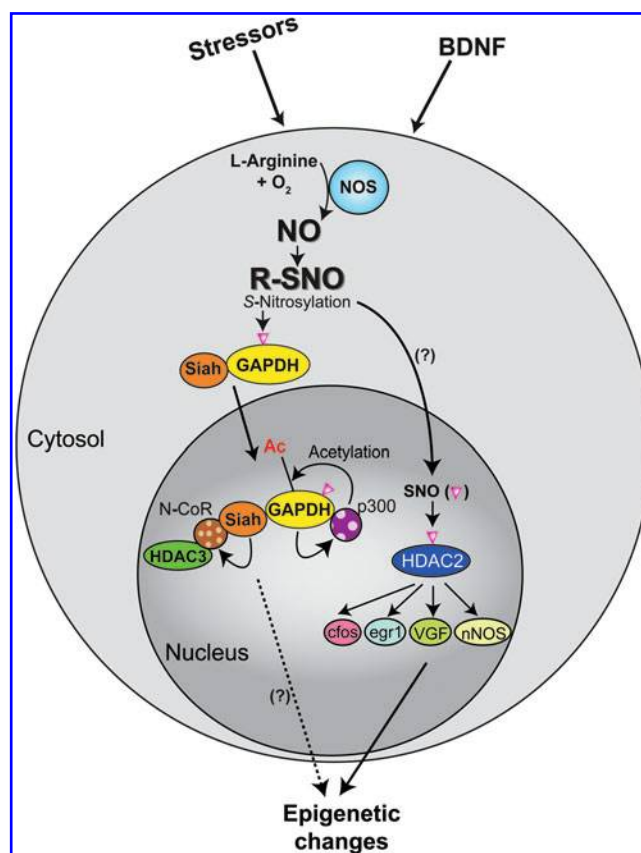 Stressors
BDNF
L-Arginine
+ O₂
NOS
NO
R-SNO
S-Nitrosylation
(?)
Siah
GAPDH
Cytosol
Ac
Acetylation
N-CoR
Siah
GAPDH
p300
SNO (▽)
HDAC3
HDAC2
cfos
egr1
VGF
nNOS
Nucleus
(?)
Epigenetic
changes